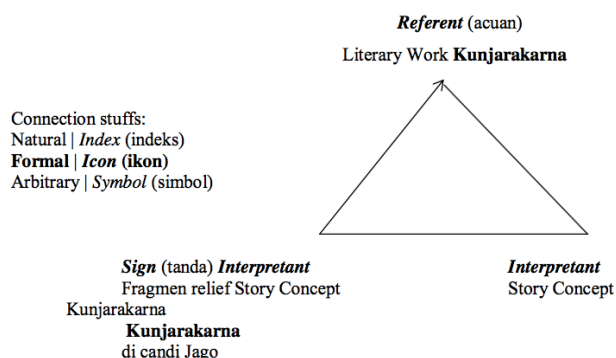 Referent (acuan)
Literary Work Kunjarakarna
Connection stuffs:
Natural | Index (indeks)
Formal | Icon (ikon)
Arbitrary | Symbol (simbol)
Sign (tanda) Interpretant
Fragmen relief Story Concept
Kunjarakarna
Kunjarakarna
di candi Jago
Interpretant
Story Concept